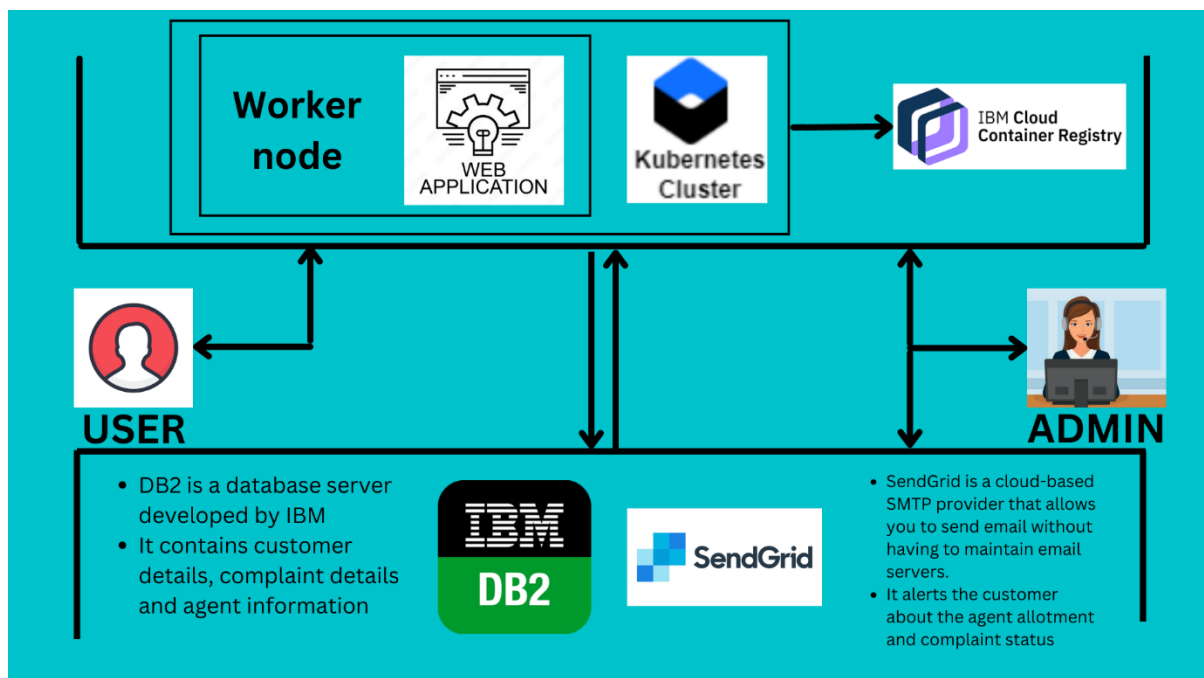 Worker
node
WEB
APPLICATION
Kubernetes
Cluster
IBM Cloud
Container Registry
USER
ADMIN
• DB2 is a database server
developed by IBM
• It contains customer
details, complaint details
and agent information
IBM
DB2
SendGrid
• SendGrid is a cloud-based
SMTP provider that allows
you to send email without
having to maintain email
servers.
• It alerts the customer
about the agent allotment
and complaint status